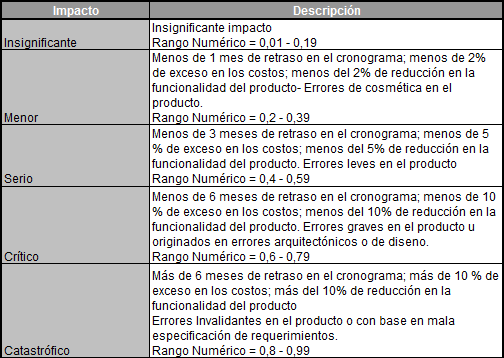 Impacto Descripción
Insignificante impacto
Insignificante Rango Numérico = 0,01 - 0,19
Menos de 1 mes de retraso en el cronograma; menos de 2%
de exceso en los costos; menos del 2% de reducción en la
funcionalidad del producto- Errores de cosmética en el
producto.
Menor Rango Numérico = 0,2 - 0,39
Menos de 3 meses de retraso en el cronograma; menos de 5
% de exceso en los costos; menos del 5% de reducción en la
funcionalidad del producto. Errores leves en el producto
Serio Rango Numérico = 0,4 - 0,59
Menos de 6 meses de retraso en el cronograma; menos de 10
% de exceso en los costos; menos del 10% de reducción en la
funcionalidad del producto. Errores graves en el producto u
originados en errores arquitectónicos o de diseno.
Crítico Rango Numérico = 0,6 - 0,79
Más de 6 meses de retraso en el cronograma; más de 10 % de
exceso en los costos; más del 10% de reducción en la
funcionalidad del producto
Errores Invalidantes en el producto o con base en mala
especificación de requerimientos.
Catastrófico Rango Numérico = 0,8 - 0,99